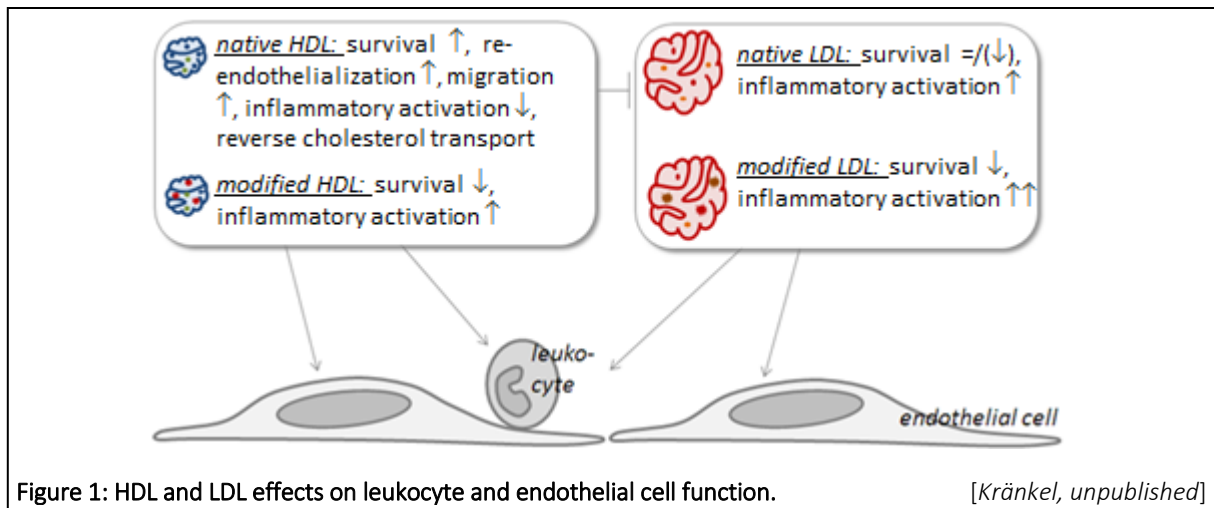 native HDL: survival ↑, re-
endothelialization ↑, migration
↑, inflammatory activation ↓,
reverse cholesterol transport
modified HDL: survival ↓,
inflammatory activation ↑
native LDL: survival =/(↓),
inflammatory activation ↑
modified LDL: survival ↓,
inflammatory activation ↑↑
leuko-
cyte
endothelial cell
Figure 1: HDL and LDL effects on leukocyte and endothelial cell function. [Kränkel, unpublished]